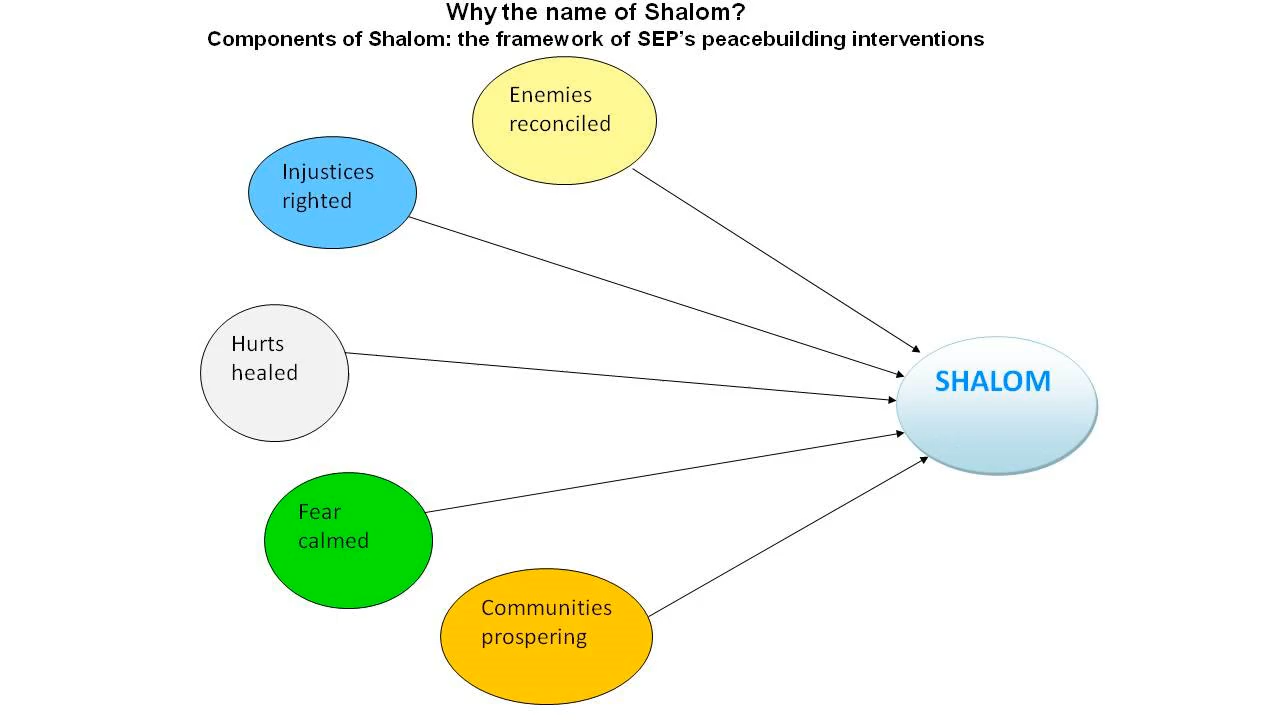 Why the name of Shalom?
Components of Shalom: the framework of SEP's peacebuilding interventions
Enemies
reconciled
Injustices
righted
Hurts
healed
SHALOM
Fear
calmed
Communities
prospering